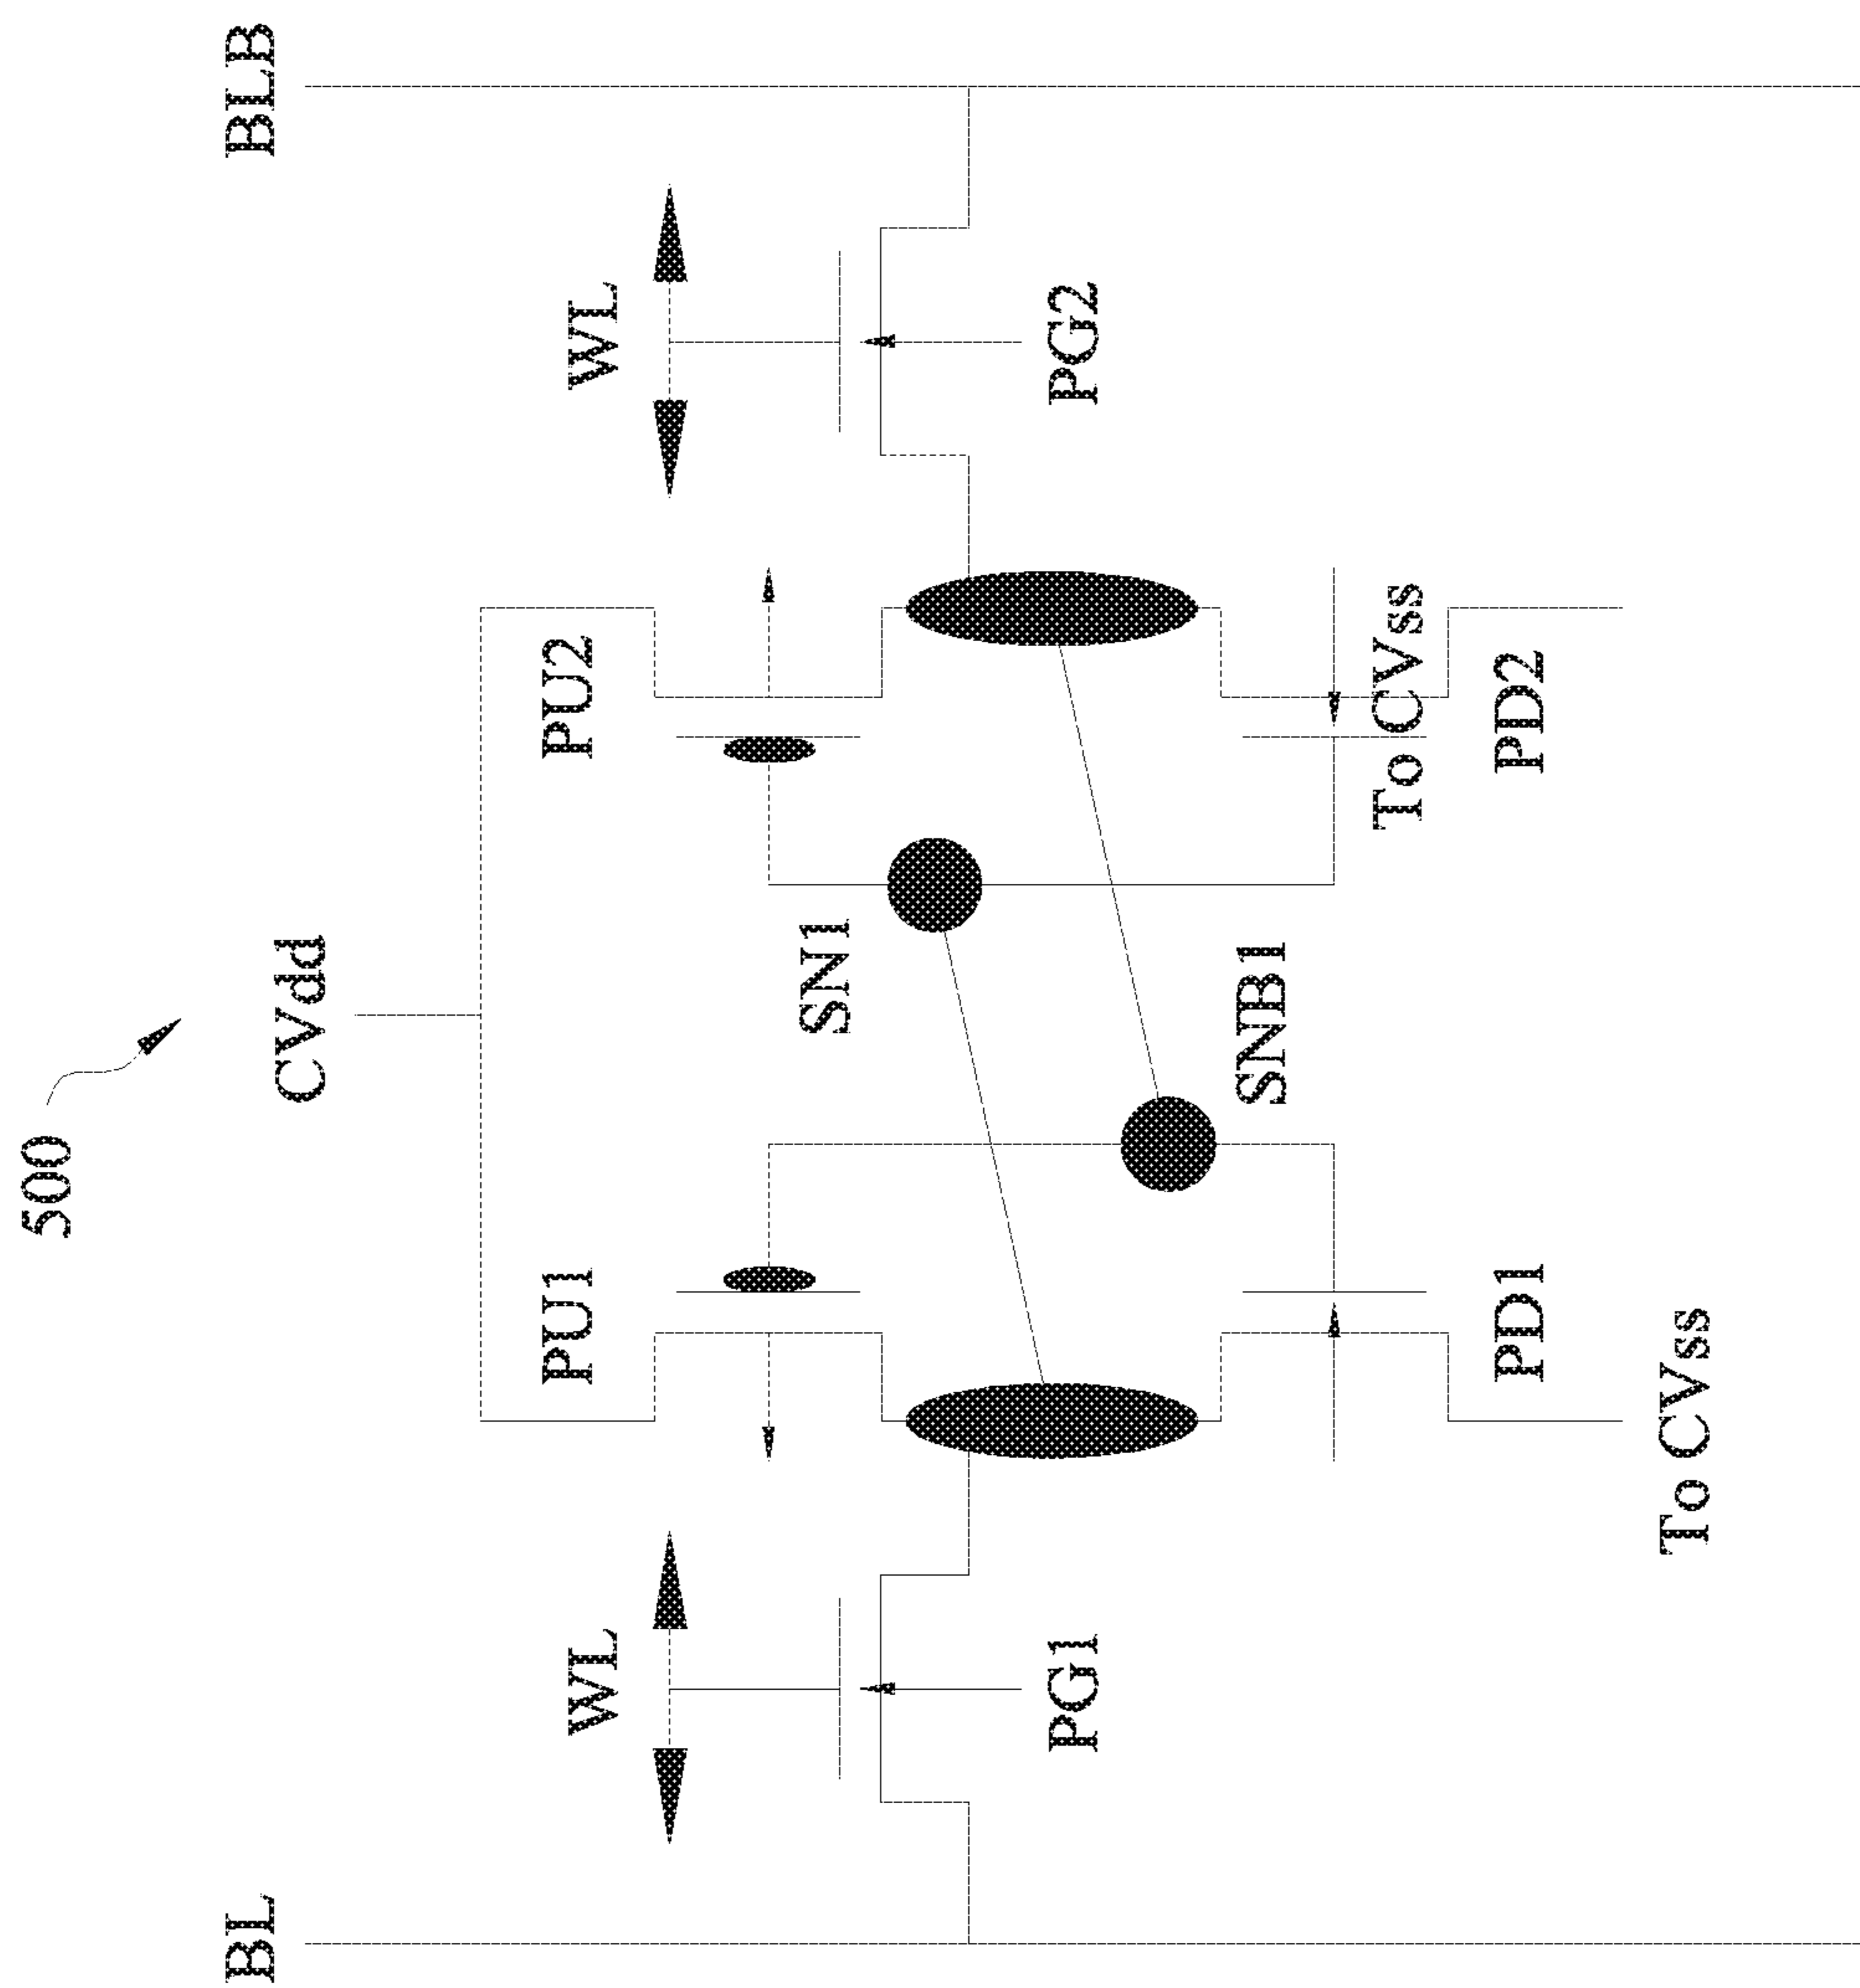 500
CVdd
BL
BLB
PU1
PU2
WL
WL
SN1
SNB1
PG1
PG2
To CVss
PD1
PD2
To CVss